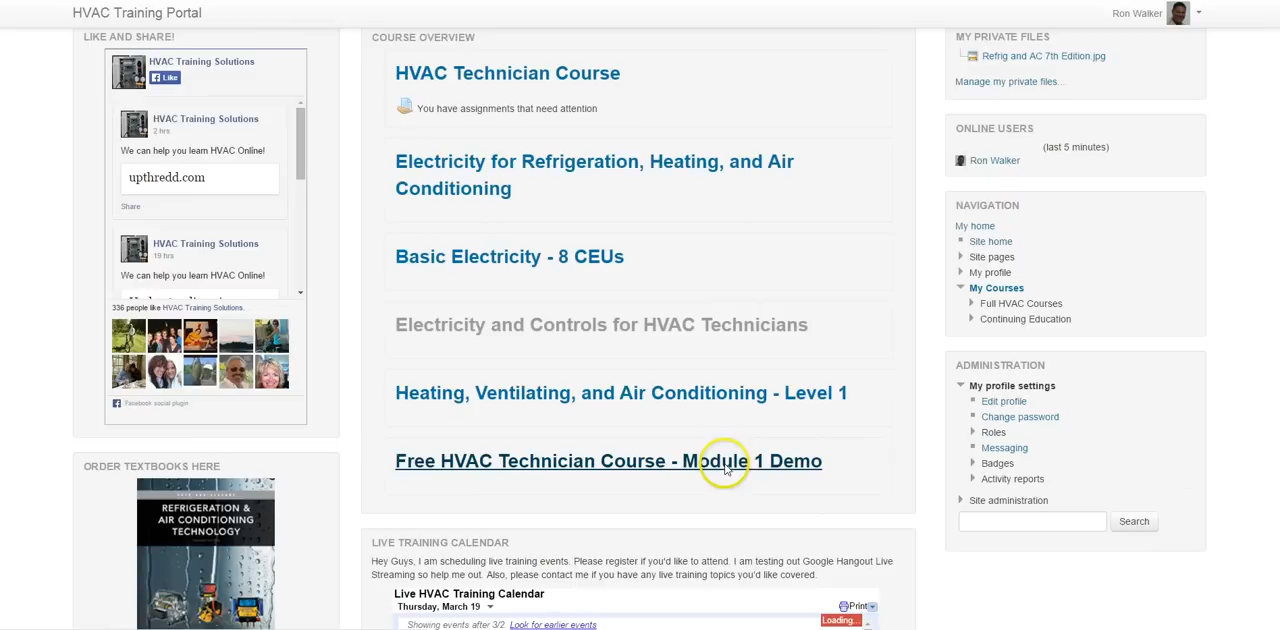 HVAC Training Portal
Ron Walker
LIKE AND SHARE!
HVAC Training Solutions
Like
HVAC Training Solutions
2 hrs
We can help you learn HVAC Online!
upthredd.com
Share
HVAC Training Solutions
19 hrs
We can help you learn HVAC Online!
336 people like HVAC Training Solutions.
Facebook social plugin
ORDER TEXTBOOKS HERE
REFRIGERATION &
AIR CONDITIONING
TECHNOLOGY
COURSE OVERVIEW
HVAC Technician Course
You have assignments that need attention
Electricity for Refrigeration, Heating, and Air
Conditioning
Basic Electricity - 8 CEUs
Electricity and Controls for HVAC Technicians
Heating, Ventilating, and Air Conditioning - Level 1
Free HVAC Technician Course - Module 1 Demo
LIVE TRAINING CALENDAR
Hey Guys, I am scheduling live training events. Please register if you'd like to attend. I am testing out Google Hangout Live
Streaming so help me out. Also, please contact me if you have any live training topics you'd like covered.
Live HVAC Training Calendar
Thursday, March 19
Print
Loading...
Showing events after 3/2. Look for earlier events
MY PRIVATE FILES
Refrig and AC 7th Edition.jpg
Manage my private files...
ONLINE USERS
(last 5 minutes)
Ron Walker
NAVIGATION
My home
Site home
Site pages
My profile
My Courses
Full HVAC Courses
Continuing Education
ADMINISTRATION
My profile settings
Edit profile
Change password
Roles
Messaging
Badges
Activity reports
Site administration
Search